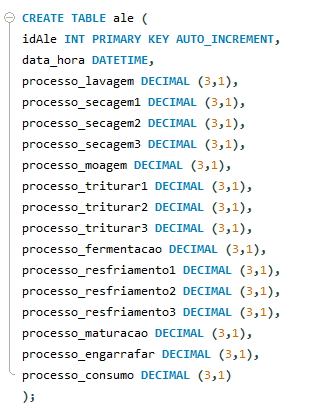 CREATE TABLE ale (
idAle INT PRIMARY KEY AUTO_INCREMENT,
data_hora DATETIME,
processo_lavagem DECIMAL (3,1),
processo_secagem1 DECIMAL (3,1),
processo_secagem2 DECIMAL (3,1),
processo_secagem3 DECIMAL (3,1),
processo_moagem DECIMAL (3,1),
processo_triturar1 DECIMAL (3,1),
processo_triturar2 DECIMAL (3,1),
processo_triturar3 DECIMAL (3,1),
processo_fermentacao DECIMAL (3,1),
processo_resfriamento1 DECIMAL (3,1),
processo_resfriamento2 DECIMAL (3,1),
processo_resfriamento3 DECIMAL (3,1),
processo_maturacao DECIMAL (3,1),
processo_engarrafar DECIMAL (3,1),
processo_consumo DECIMAL (3,1)
);